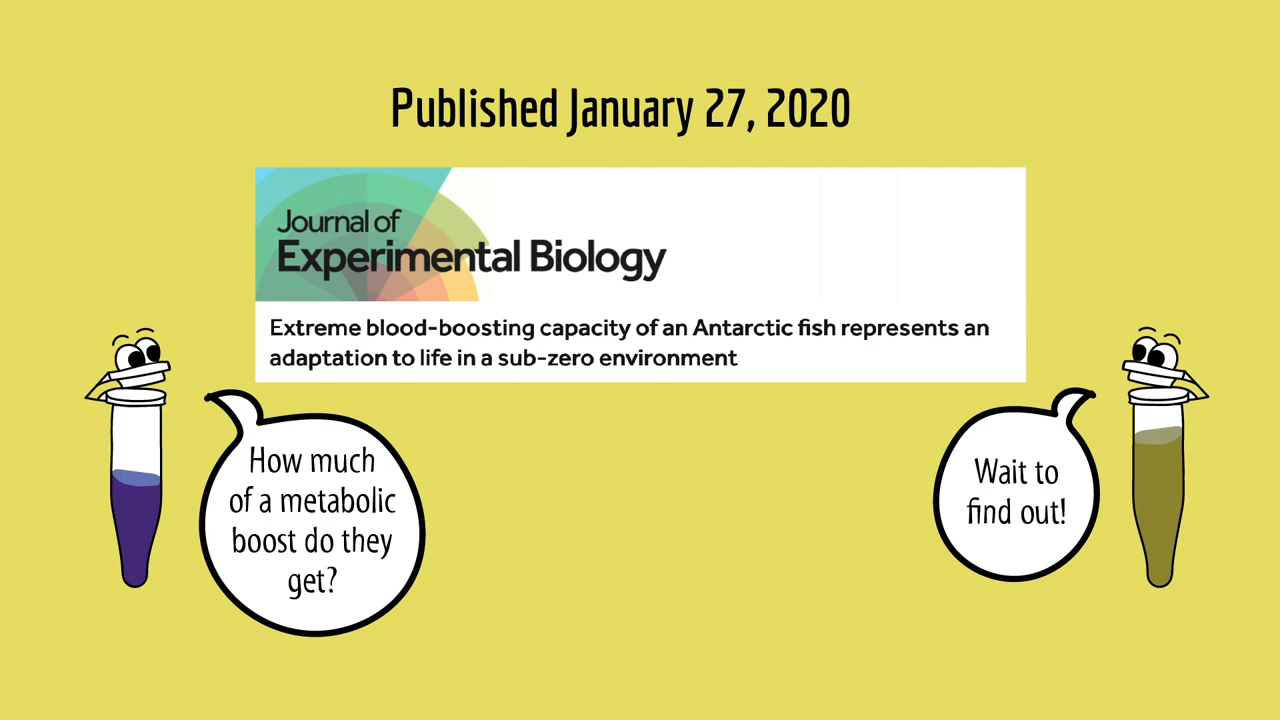 Published January 27, 2020
Journal of
Experimental Biology
Extreme blood-boosting capacity of an Antarctic fish represents an
adaptation to life in a sub-zero environment
How much
of a metabolic
boost do they
get?
Wait to
find out!